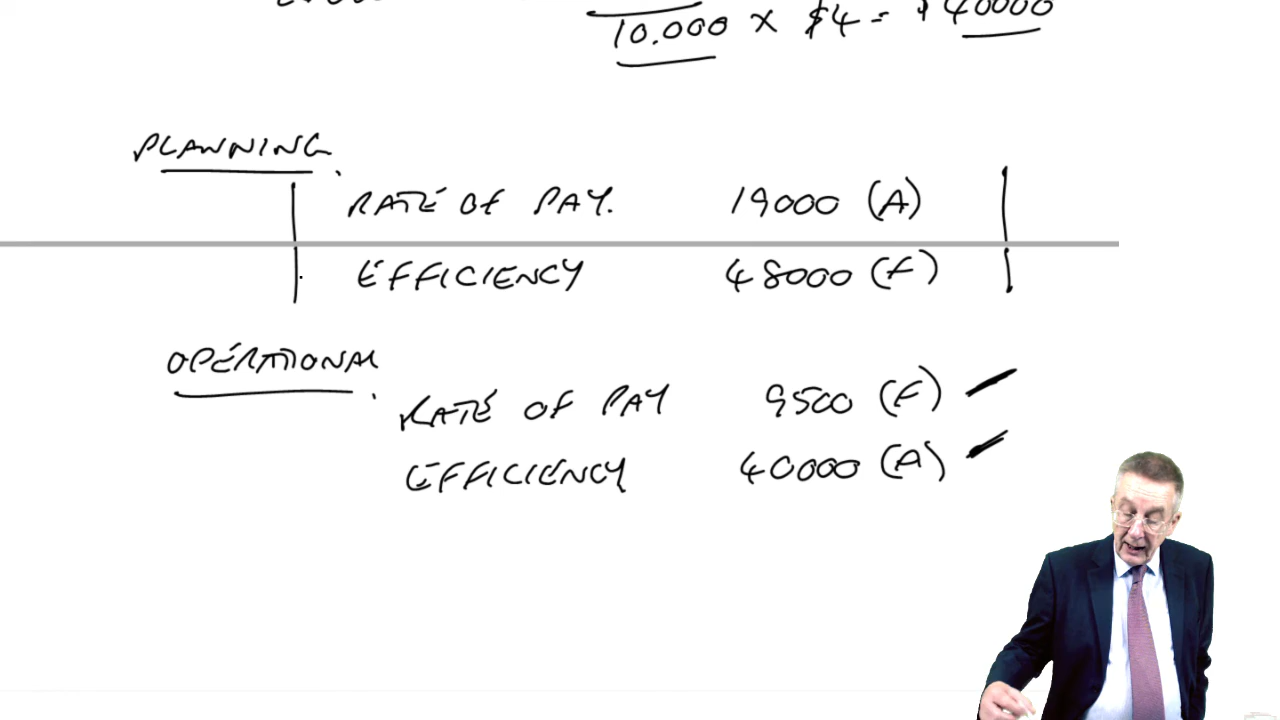 10.000 x $4 = $40000
PLANNING.
RATE OF PAY. 19000 (A)
EFFICIENCY 48000 (F)
OPERATIONAL.
RATE OF PAY 9500 (F)
EFFICIENCY 40000 (A)